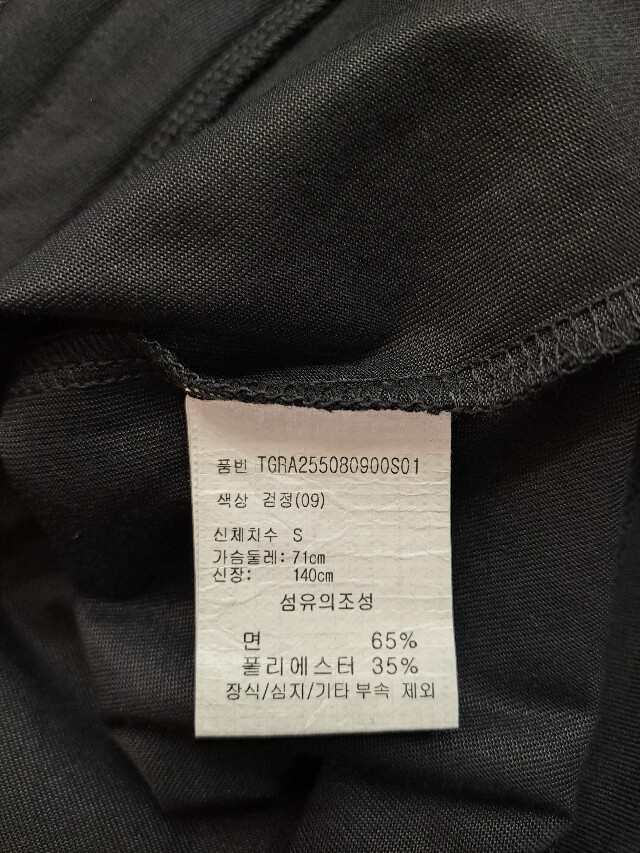 품번 TGRA255080900S01
색상 검정(09)
신체치수 S
가슴둘레: 71cm
신장: 140cm
섬유의조성
면 65%
폴리에스터 35%
장식/심지/기타 부속 제외